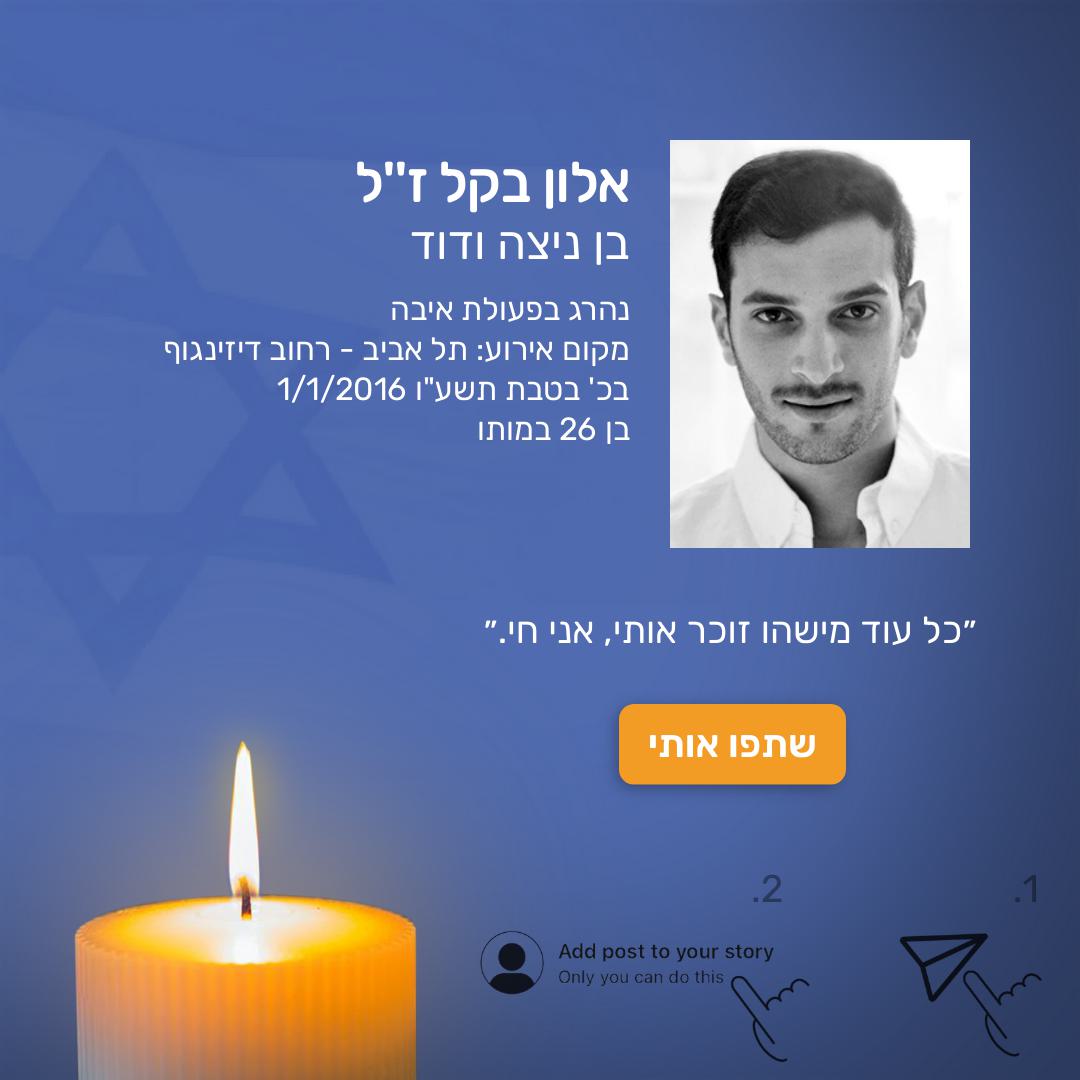 אלון בקל ז"ל
בן ניצה ודוד
נהרג בפעולת איבה
מקום אירוע: תל אביב - רחוב דיזינגוף
בכ' בטבת תשע"ו 1/1/2016
בן 26 במותו
״כל עוד מישהו זוכר אותי, אני חי.״
שתפו אותי
1.
2.
Add post to your story
Only you can do this